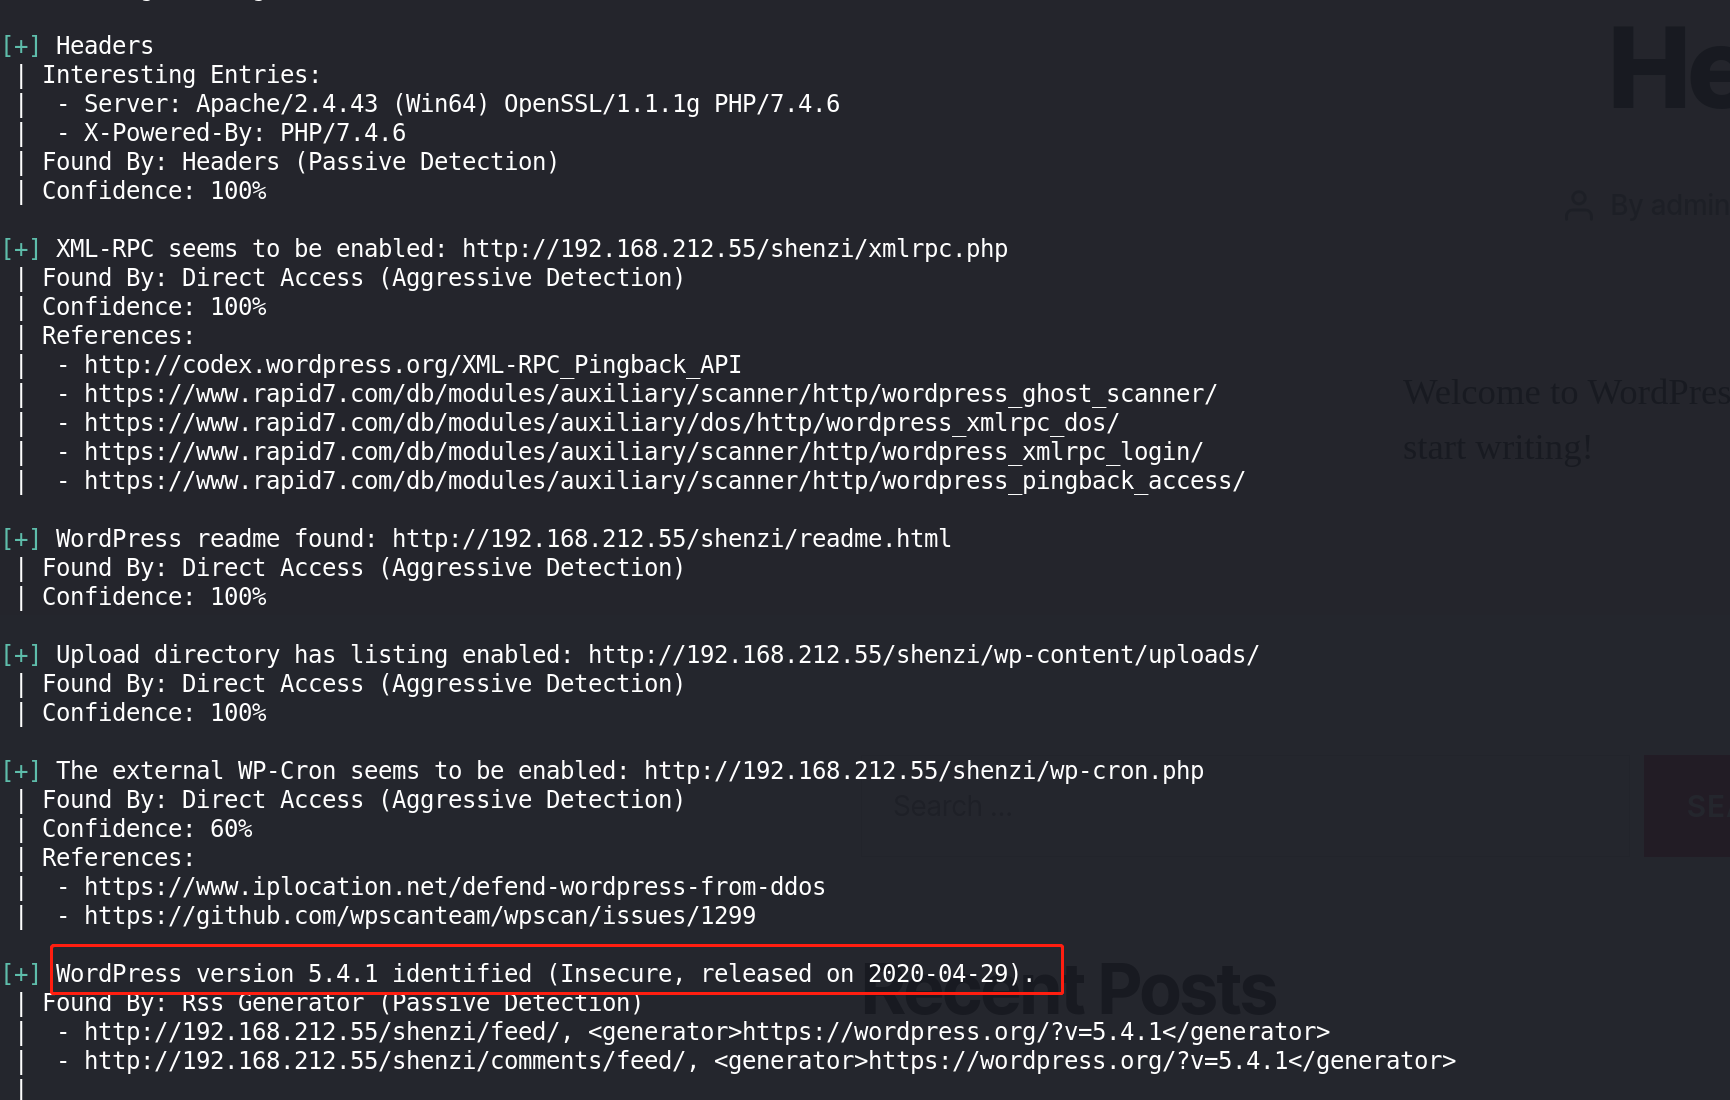 [+] Headers
| Interesting Entries:
|  - Server: Apache/2.4.43 (Win64) OpenSSL/1.1.1g PHP/7.4.6
|  - X-Powered-By: PHP/7.4.6
| Found By: Headers (Passive Detection)
| Confidence: 100%
[+] XML-RPC seems to be enabled: http://192.168.212.55/shenzi/xmlrpc.php
| Found By: Direct Access (Aggressive Detection)
| Confidence: 100%
| References:
|  - http://codex.wordpress.org/XML-RPC_Pingback_API
|  - https://www.rapid7.com/db/modules/auxiliary/scanner/http/wordpress_ghost_scanner/
|  - https://www.rapid7.com/db/modules/auxiliary/dos/http/wordpress_xmlrpc_dos/
|  - https://www.rapid7.com/db/modules/auxiliary/scanner/http/wordpress_xmlrpc_login/
|  - https://www.rapid7.com/db/modules/auxiliary/scanner/http/wordpress_pingback_access/
[+] WordPress readme found: http://192.168.212.55/shenzi/readme.html
| Found By: Direct Access (Aggressive Detection)
| Confidence: 100%
[+] Upload directory has listing enabled: http://192.168.212.55/shenzi/wp-content/uploads/
| Found By: Direct Access (Aggressive Detection)
| Confidence: 100%
[+] The external WP-Cron seems to be enabled: http://192.168.212.55/shenzi/wp-cron.php
| Found By: Direct Access (Aggressive Detection)
| Confidence: 60%
| References:
|  - https://www.iplocation.net/defend-wordpress-from-ddos
|  - https://github.com/wpscanteam/wpscan/issues/1299
[+] WordPress version 5.4.1 identified (Insecure, released on 2020-04-29).
| Found By: Rss Generator (Passive Detection)
|  - http://192.168.212.55/shenzi/feed/, <generator>https://wordpress.org/?v=5.4.1</generator>
|  - http://192.168.212.55/shenzi/comments/feed/, <generator>https://wordpress.org/?v=5.4.1</generator>
|
He
By admin
Welcome to WordPres
start writing!
Search ...
SEA
Recent Posts